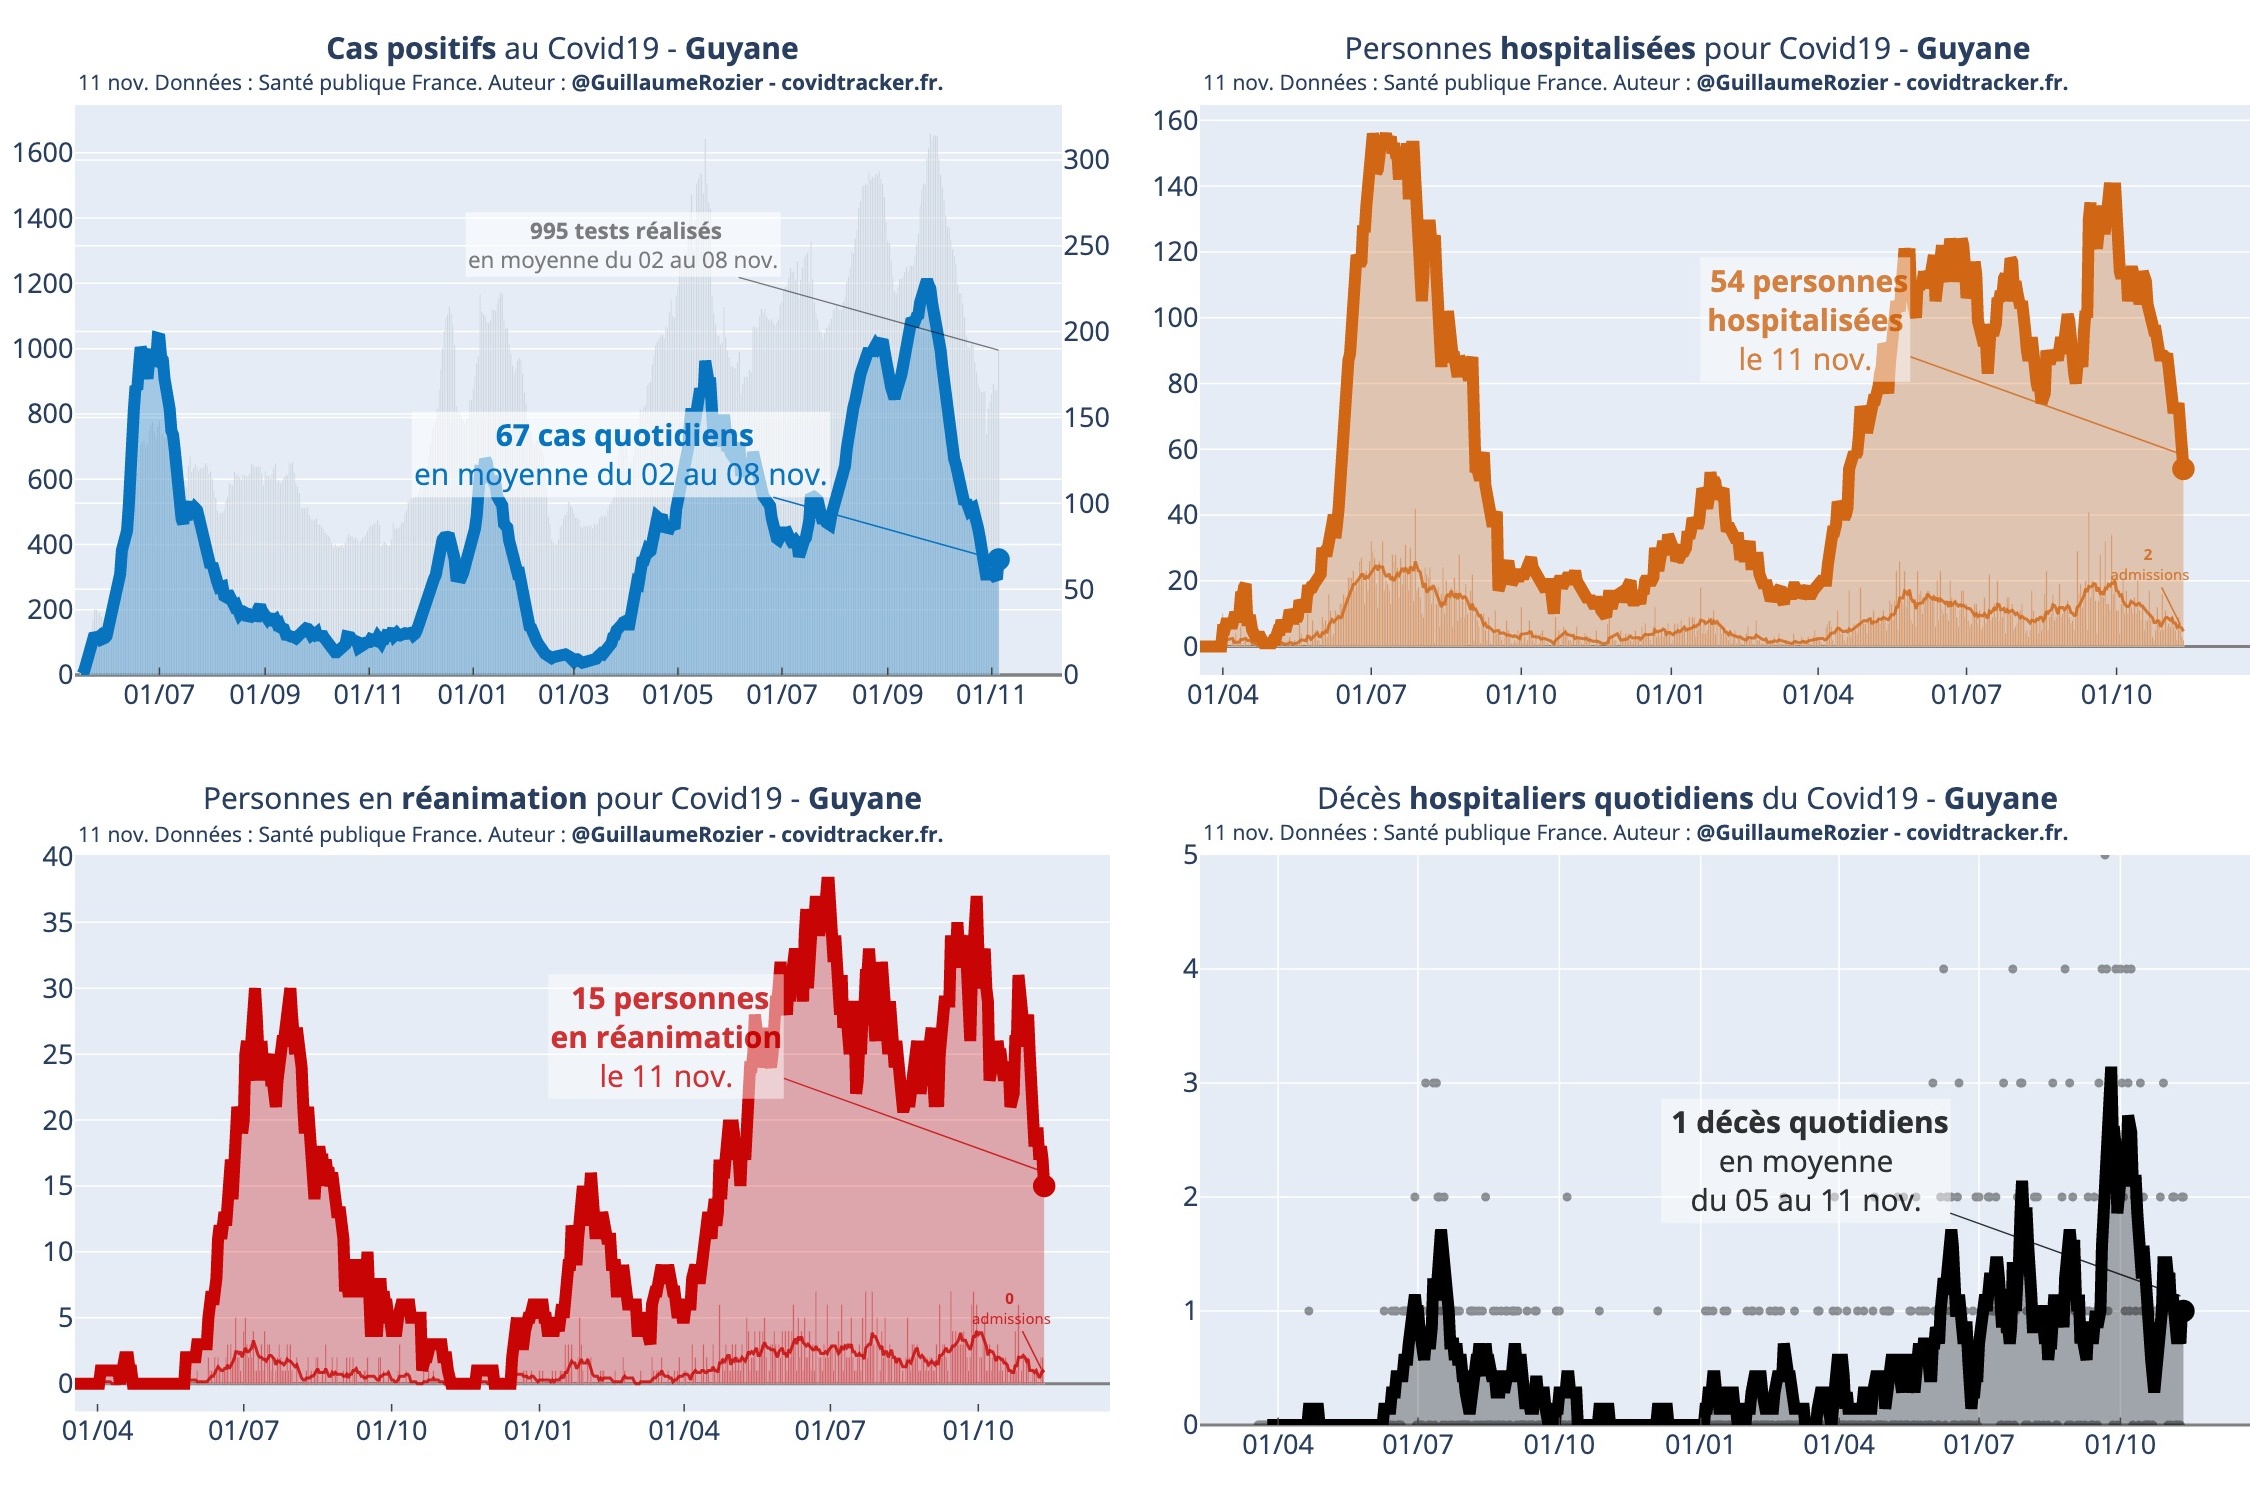 Cas positifs au Covid19 - Guyane
11 nov. Données : Santé publique France. Auteur : @GuillaumeRozier - covidtracker.fr.
1600
1400
1200
1000
800
600
400
200
0
300
250
200
150
100
50
0
995 tests réalisés
en moyenne du 02 au 08 nov.
67 cas quotidiens
en moyenne du 02 au 08 nov.
01/07 01/09 01/11 01/01 01/03 01/05 01/07 01/09 01/11
Personnes hospitalisées pour Covid19 - Guyane
11 nov. Données : Santé publique France. Auteur : @GuillaumeRozier - covidtracker.fr.
160
140
120
100
80
60
40
20
0
54 personnes
hospitalisées
le 11 nov.
2
admissions
01/04 01/07 01/10 01/01 01/04 01/07 01/10
Personnes en réanimation pour Covid19 - Guyane
11 nov. Données : Santé publique France. Auteur : @GuillaumeRozier - covidtracker.fr.
40
35
30
25
20
15
10
5
0
15 personnes
en réanimation
le 11 nov.
0
admissions
01/04 01/07 01/10 01/01 01/04 01/07 01/10
Décès hospitaliers quotidiens du Covid19 - Guyane
11 nov. Données : Santé publique France. Auteur : @GuillaumeRozier - covidtracker.fr.
5
4
3
2
1
0
1 décès quotidiens
en moyenne
du 05 au 11 nov.
01/04 01/07 01/10 01/01 01/04 01/07 01/10